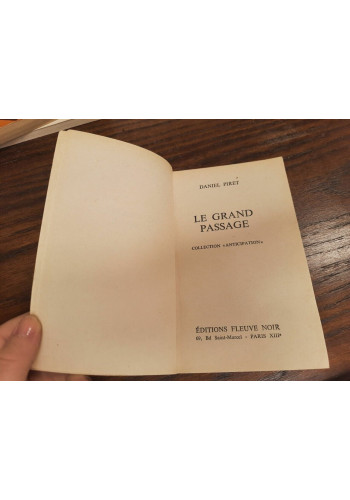 DANIEL PIRET
LE GRAND
PASSAGE
COLLECTION «ANTICIPATION»
ÉDITIONS FLEUVE NOIR
69, Bd Saint-Marcel - PARIS XIIIe